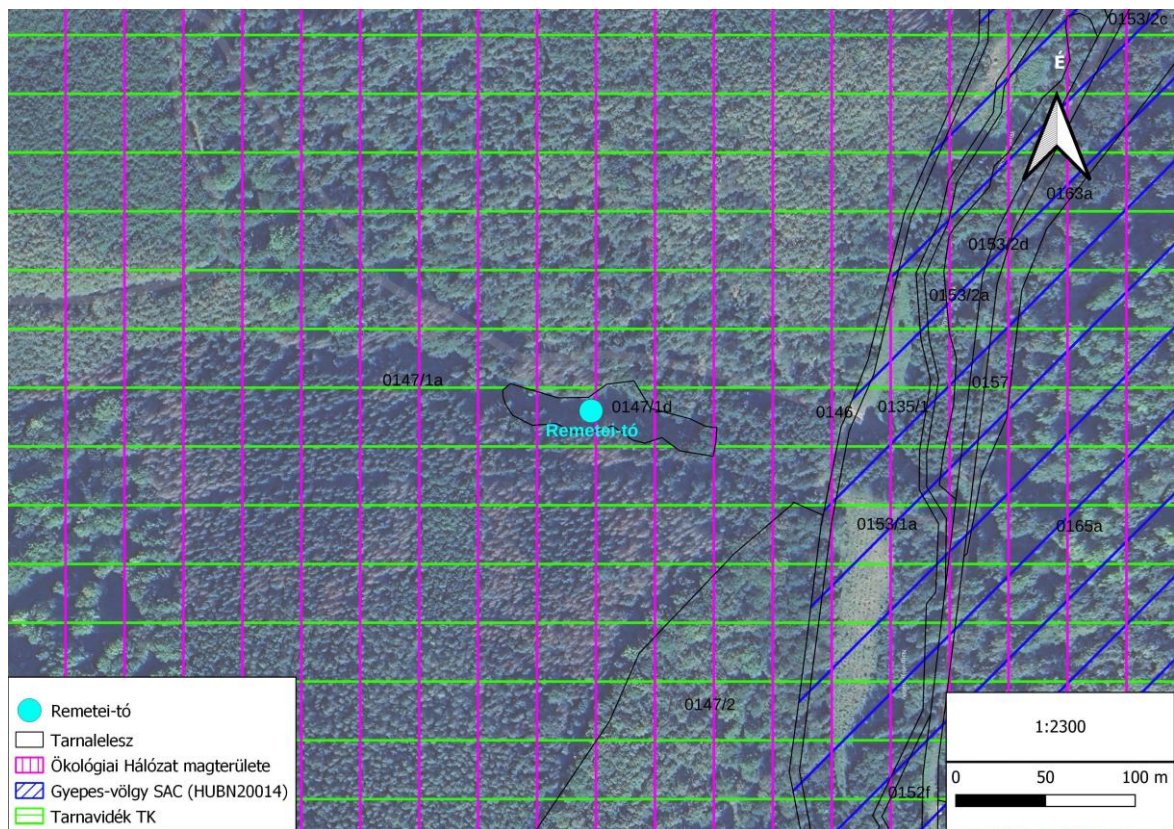 0153/2c
É
0163a
0153/2d
0153/2a
0147/1a
0157
0147/1d
0146
0135/1
Remetei-tó
0153/1a
0165a
0147/2
0152f
Remetei-tó
Tarnalelesz
Ökológiai Hálózat magterülete
Gyepes-völgy SAC (HUBN20014)
Tarnavidék TK
1:2300
0 50 100 m